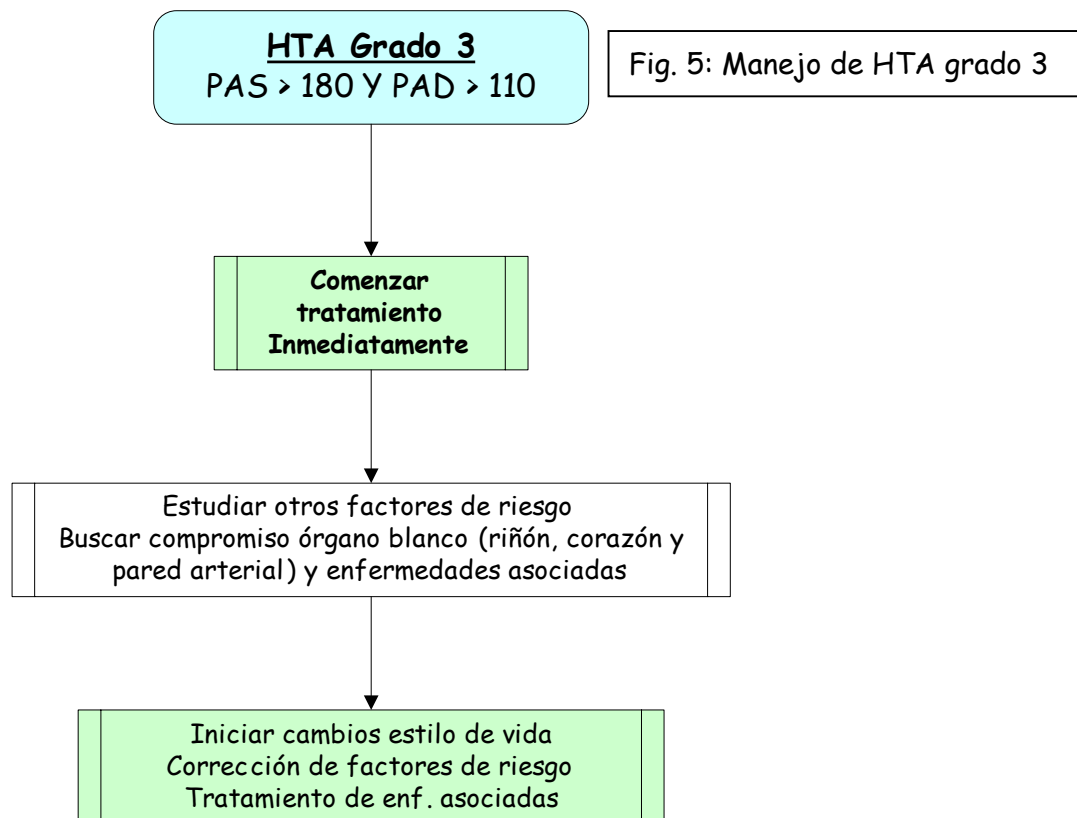 HTA Grado 3
PAS > 180 Y PAD > 110
Fig. 5: Manejo de HTA grado 3
Comenzar
tratamiento
Inmediatamente
Estudiar otros factores de riesgo
Buscar compromiso órgano blanco (riñón, corazón y
pared arterial) y enfermedades asociadas
Iniciar cambios estilo de vida
Corrección de factores de riesgo
Tratamiento de enf. asociadas